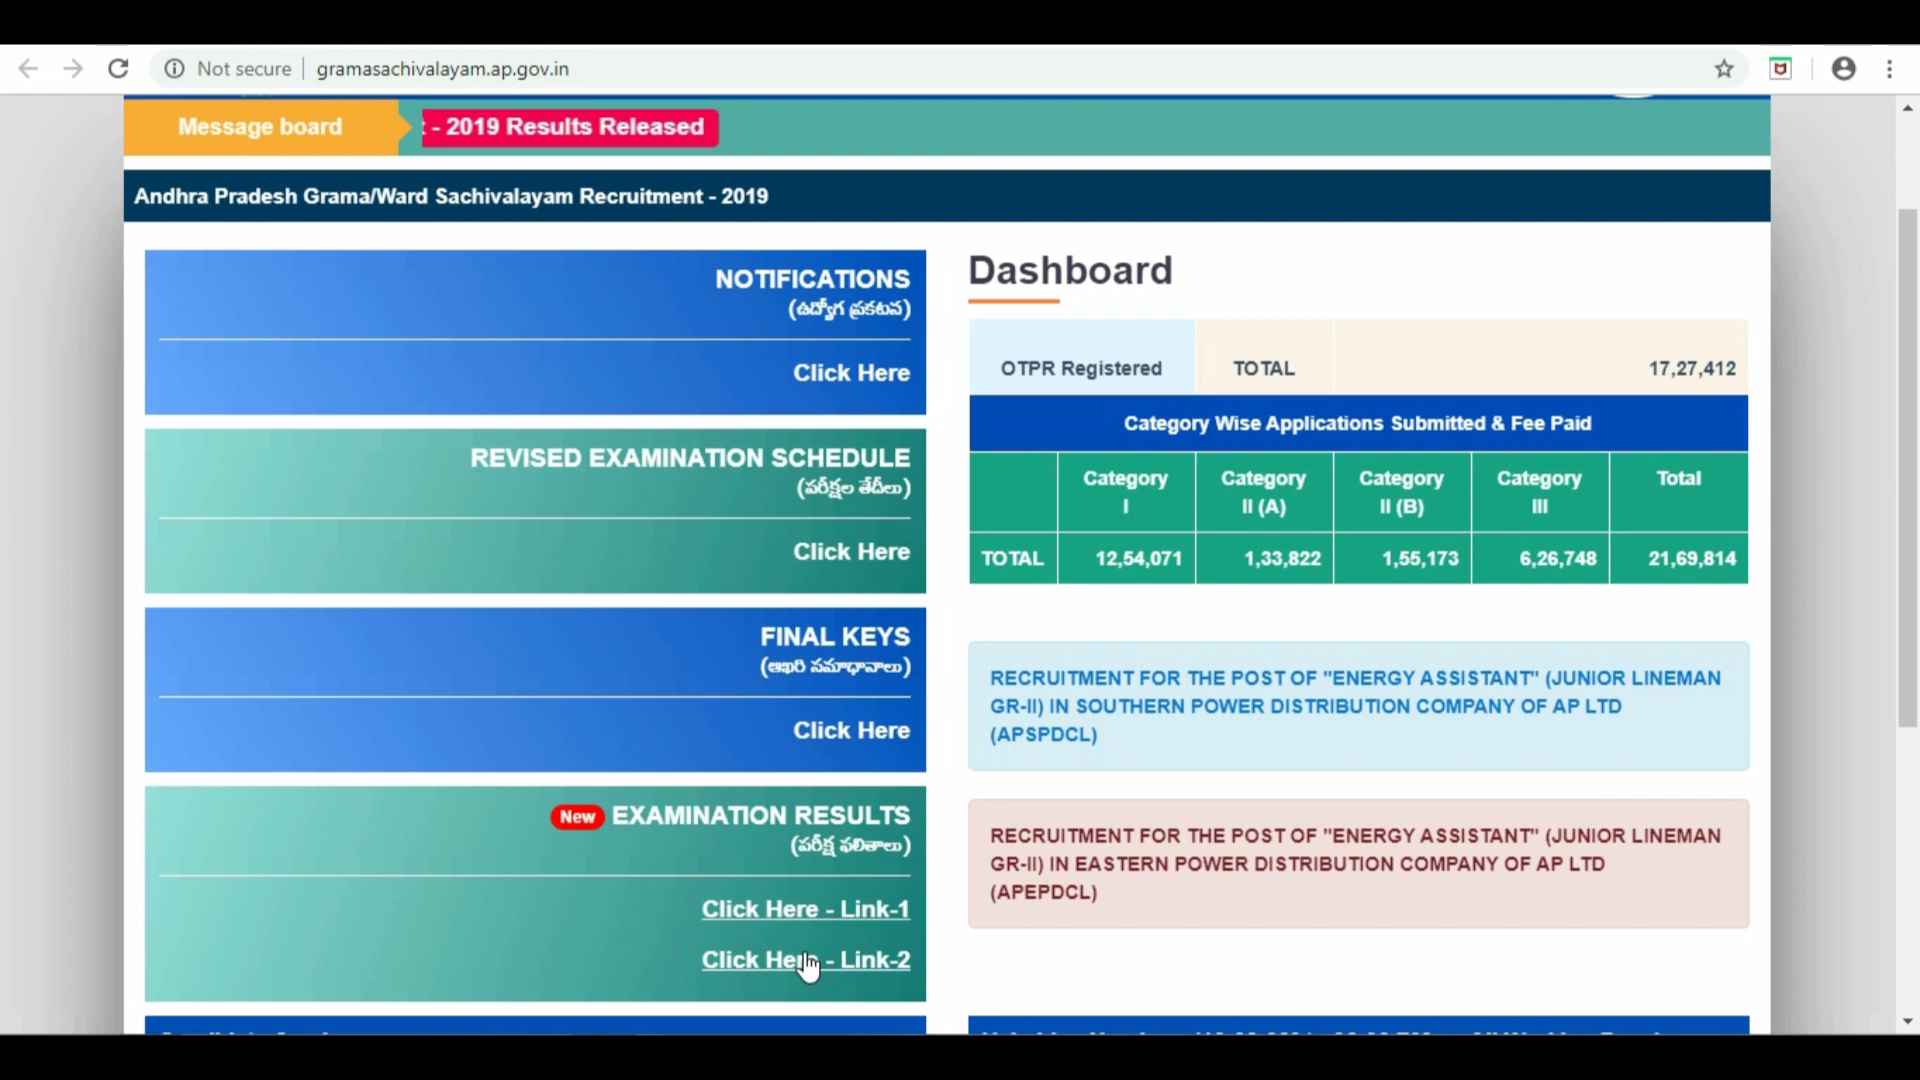 Not secure gramasachivalayam.ap.gov.in
Message board
- 2019 Results Released
Andhra Pradesh Grama/Ward Sachivalayam Recruitment - 2019
NOTIFICATIONS
(ఉద్యోగ ప్రకటన)
Click Here
REVISED EXAMINATION SCHEDULE
(పరీక్షల తేదీలు)
Click Here
FINAL KEYS
(ఆఖరి సమాధానాలు)
Click Here
New EXAMINATION RESULTS
(పరీక్ష ఫలితాలు)
Click Here - Link-1
Click Here - Link-2
Dashboard
OTPR Registered TOTAL 17,27,412
Category Wise Applications Submitted & Fee Paid
Category I Category II (A) Category II (B) Category III Total
TOTAL 12,54,071 1,33,822 1,55,173 6,26,748 21,69,814
RECRUITMENT FOR THE POST OF "ENERGY ASSISTANT" (JUNIOR LINEMAN
GR-II) IN SOUTHERN POWER DISTRIBUTION COMPANY OF AP LTD
(APSPDCL)
RECRUITMENT FOR THE POST OF "ENERGY ASSISTANT" (JUNIOR LINEMAN
GR-II) IN EASTERN POWER DISTRIBUTION COMPANY OF AP LTD
(APEPDCL)